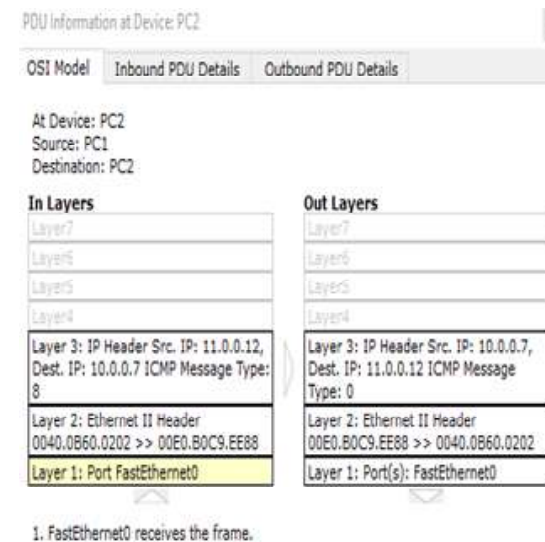 PDU Information at Device: PC2
OSI Model Inbound PDU Details Outbound PDU Details
At Device: PC2
Source: PC1
Destination: PC2
In Layers
Layer7
Layer6
Layer5
Layer4
Layer 3: IP Header Src. IP: 11.0.0.12,
Dest. IP: 10.0.0.7 ICMP Message Type:
8
Layer 2: Ethernet II Header
0040.0B60.0202 >> 00E0.B0C9.EE88
Layer 1: Port FastEthernet0
Out Layers
Layer7
Layer6
Layer5
Layer4
Layer 3: IP Header Src. IP: 10.0.0.7,
Dest. IP: 11.0.0.12 ICMP Message
Type: 0
Layer 2: Ethernet II Header
00E0.B0C9.EE88 >> 0040.0B60.0202
Layer 1: Port(s): FastEthernet0
1. FastEthernet0 receives the frame.